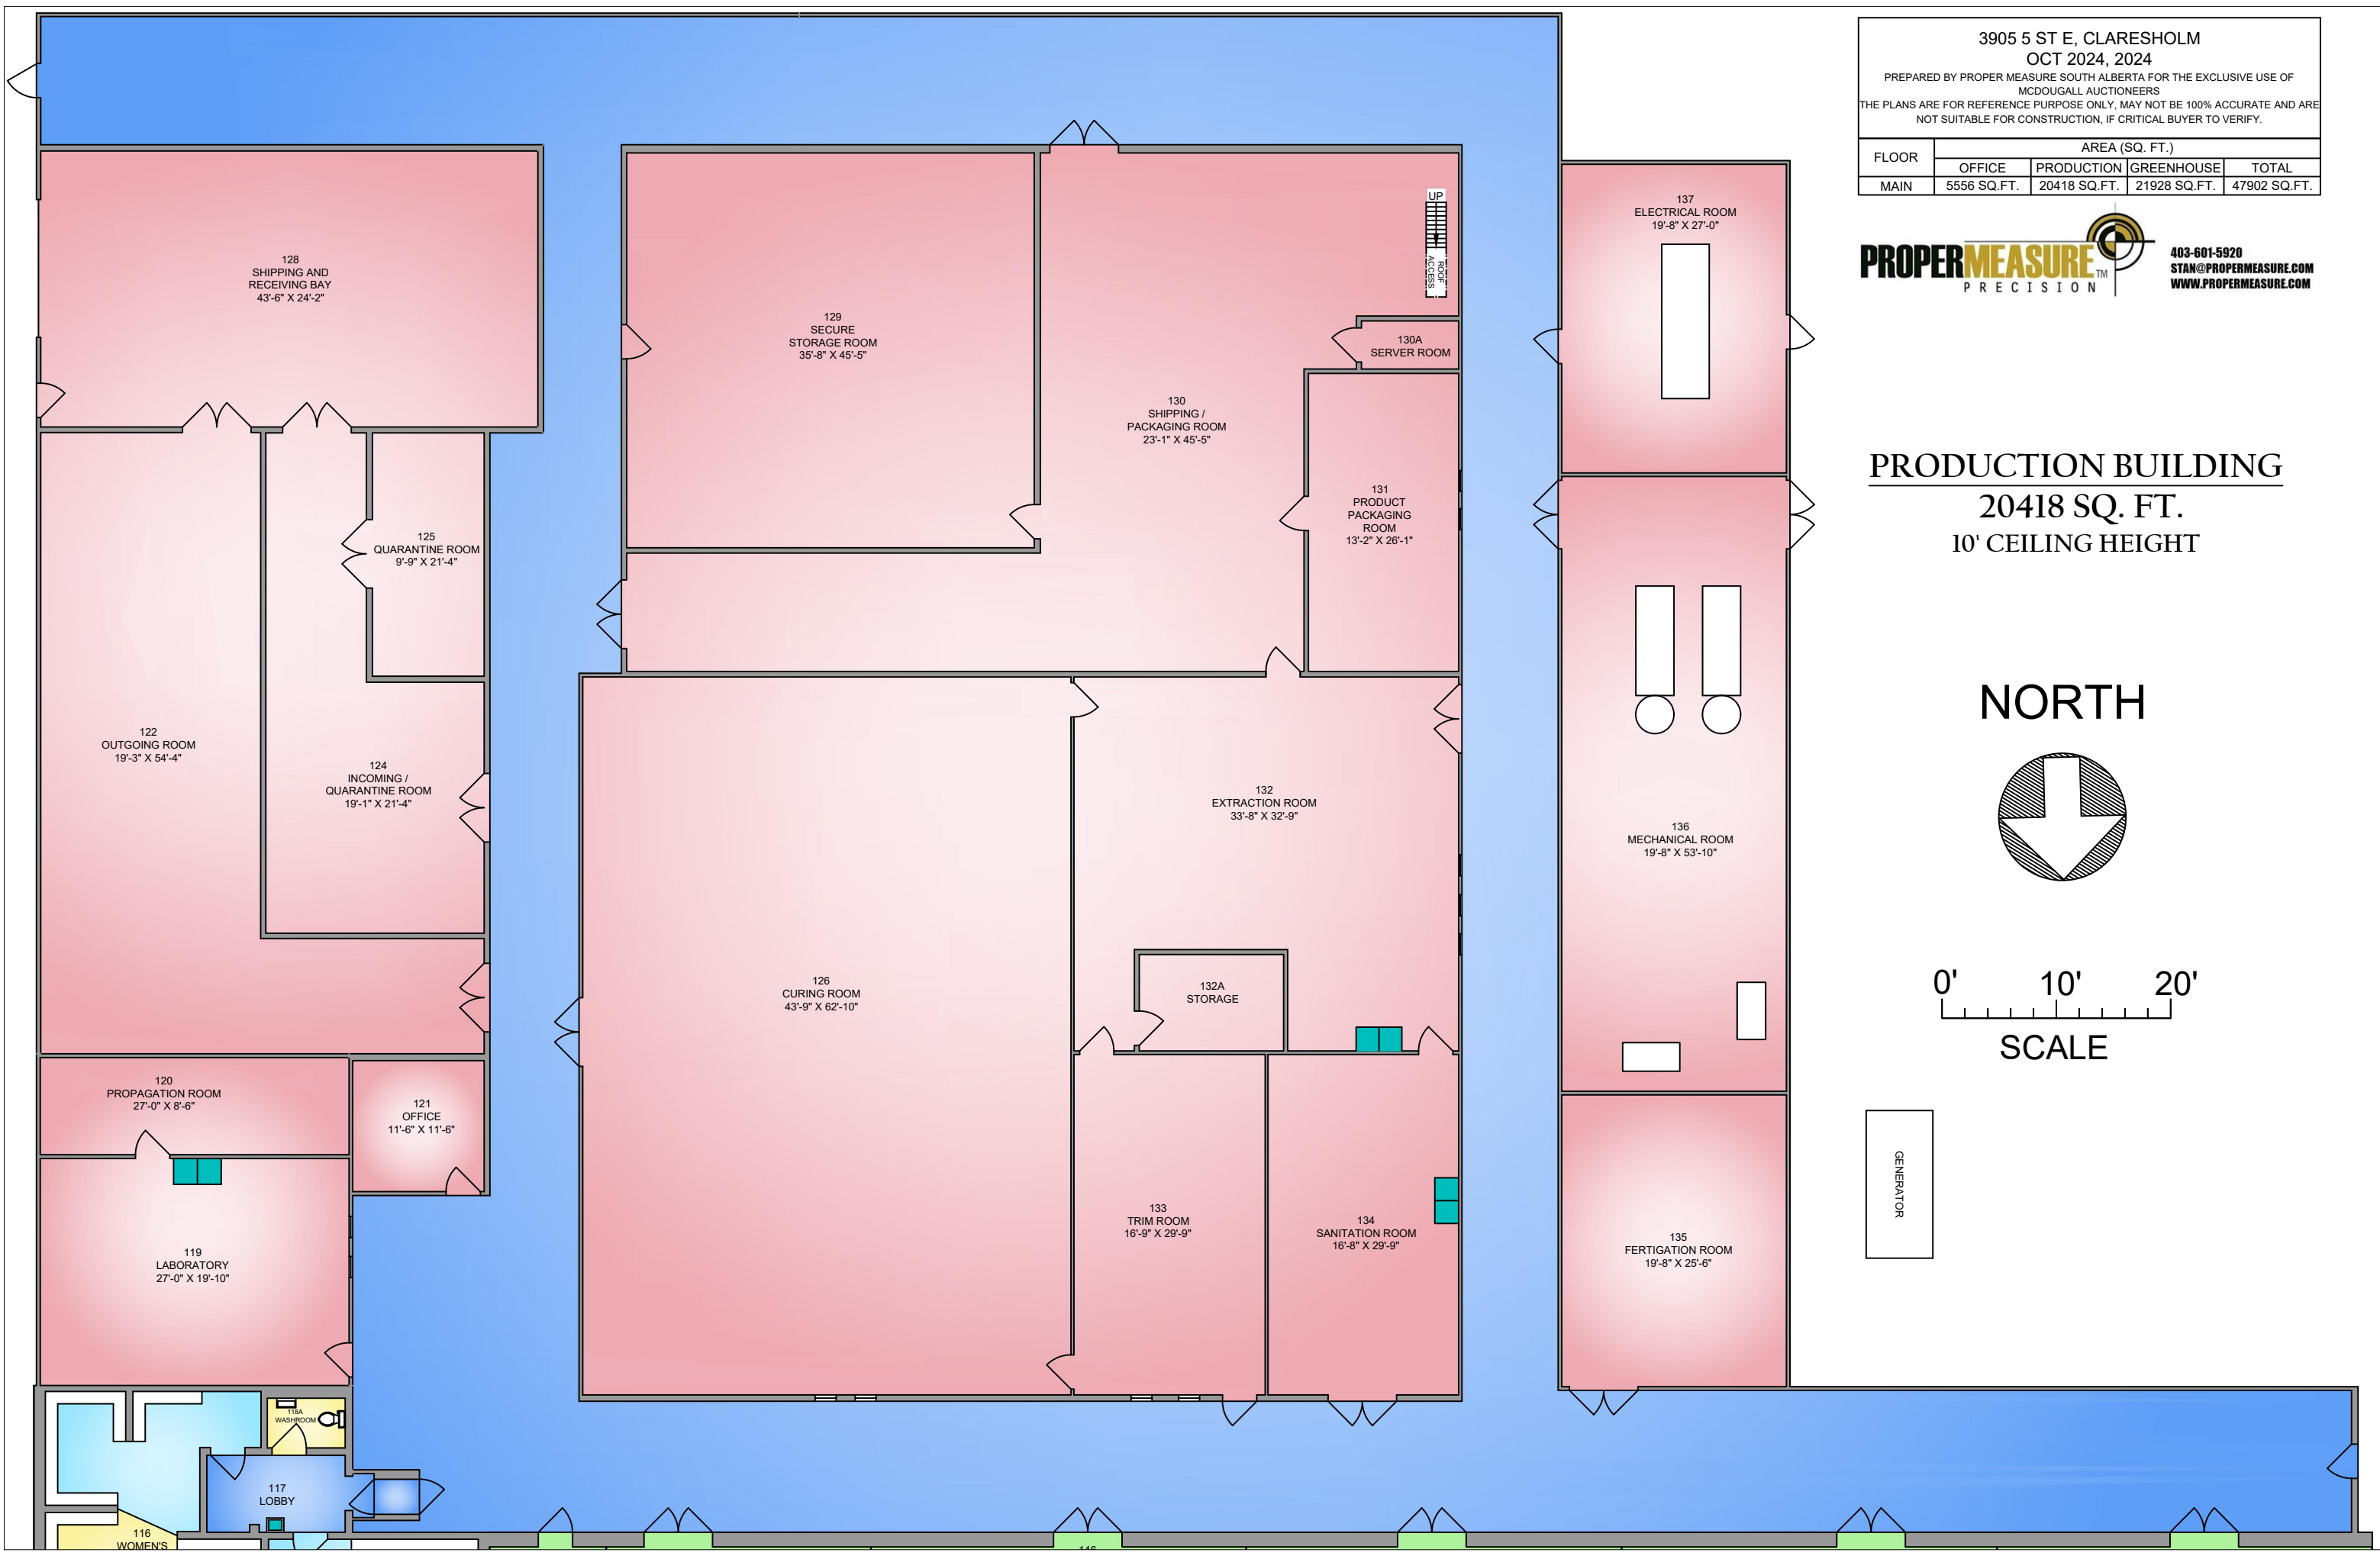 3905 5 ST E, CLARESHOLM
OCT 2024, 2024
PREPARED BY PROPER MEASURE SOUTH ALBERTA FOR THE EXCLUSIVE USE OF
MCDOUGALL AUCTIONEERS
THE PLANS ARE FOR REFERENCE PURPOSE ONLY, MAY NOT BE 100% ACCURATE AND ARE
NOT SUITABLE FOR CONSTRUCTION, IF CRITICAL BUYER TO VERIFY.
FLOOR
AREA (SQ. FT.)
OFFICE PRODUCTION GREENHOUSE TOTAL
MAIN 5556 SQ.FT. 20418 SQ.FT. 21928 SQ.FT. 47902 SQ.FT.
PROPERMEASURE TM
PRECISION
403-601-5920
STAN@PROPERMEASURE.COM
WWW.PROPERMEASURE.COM
PRODUCTION BUILDING
20418 SQ. FT.
10' CEILING HEIGHT
NORTH
0' 10' 20'
SCALE
GENERATOR
128
SHIPPING AND
RECEIVING BAY
43'-6" X 24'-2"
129
SECURE
STORAGE ROOM
35'-8" X 45'-5"
130
SHIPPING /
PACKAGING ROOM
23'-1" X 45'-5"
UP
ROOF
ACCESS
130A
SERVER ROOM
131
PRODUCT
PACKAGING
ROOM
13'-2" X 26'-1"
137
ELECTRICAL ROOM
19'-8" X 27'-0"
125
QUARANTINE ROOM
9'-9" X 21'-4"
122
OUTGOING ROOM
19'-3" X 54'-4"
124
INCOMING /
QUARANTINE ROOM
19'-1" X 21'-4"
132
EXTRACTION ROOM
33'-8" X 32'-9"
136
MECHANICAL ROOM
19'-8" X 53'-10"
126
CURING ROOM
43'-9" X 62'-10"
132A
STORAGE
120
PROPAGATION ROOM
27'-0" X 8'-6"
121
OFFICE
11'-6" X 11'-6"
119
LABORATORY
27'-0" X 19'-10"
133
TRIM ROOM
16'-9" X 29'-9"
134
SANITATION ROOM
16'-8" X 29'-9"
135
FERTIGATION ROOM
19'-8" X 25'-6"
118A
WASHROOM
117
LOBBY
116
WOMEN'S